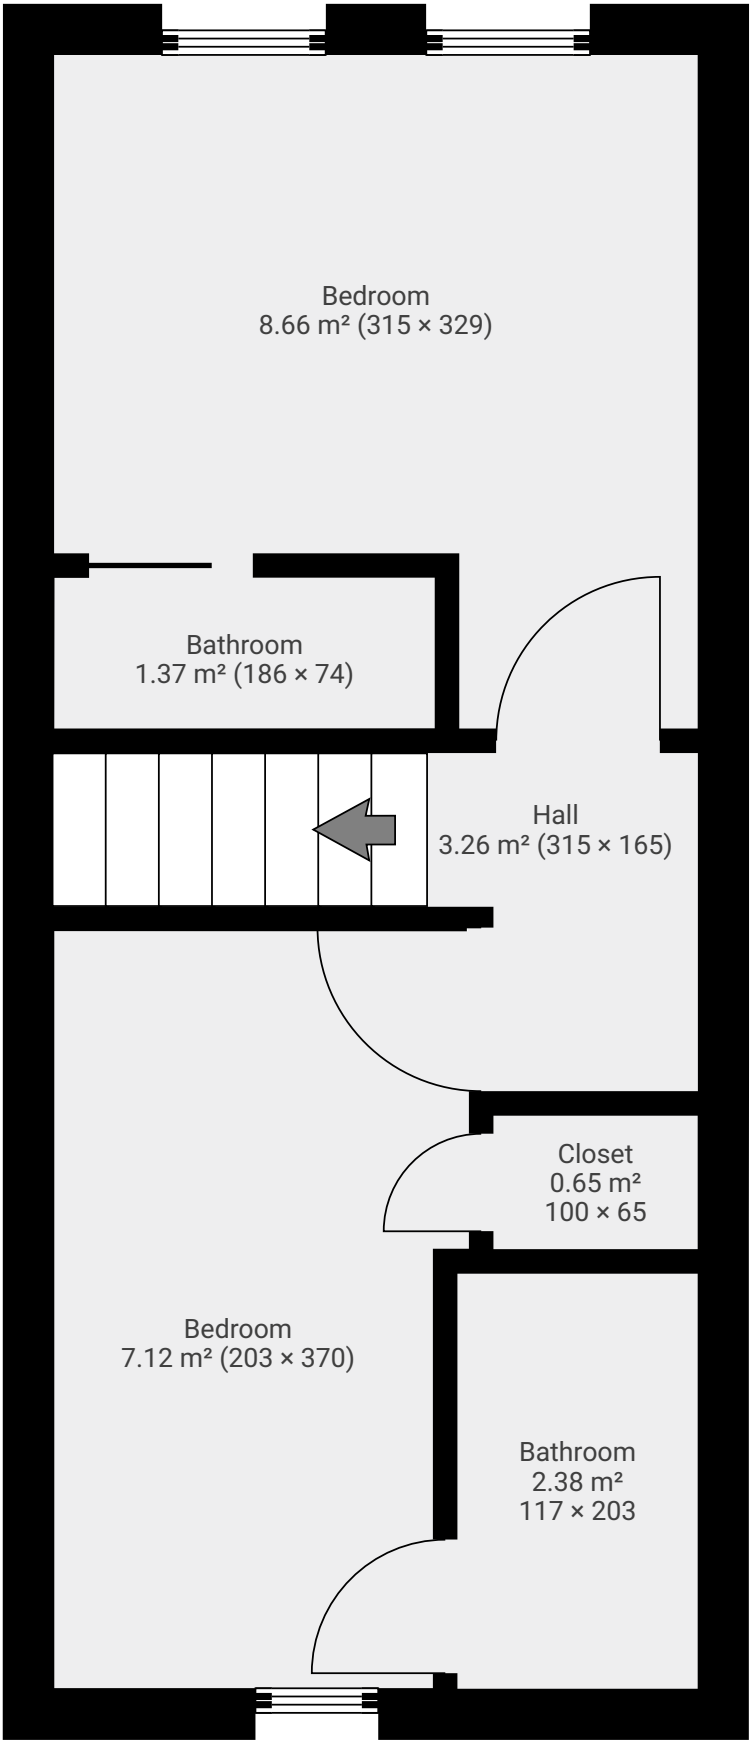 Bedroom
8.66 m² (315 × 329)
Bathroom
1.37 m² (186 × 74)
Hall
3.26 m² (315 × 165)
Closet
0.65 m²
100 × 65
Bedroom
7.12 m² (203 × 370)
Bathroom
2.38 m²
117 × 203